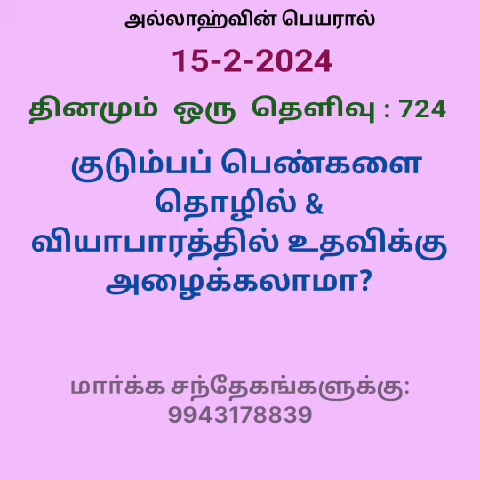 அல்லாஹ்வின் பெயரால்
15-2-2024
தினமும் ஒரு தெளிவு : 724
குடும்பப் பெண்களை
தொழில் &
வியாபாரத்தில் உதவிக்கு
அழைக்கலாமா?
மார்க்க சந்தேகங்களுக்கு:
9943178839